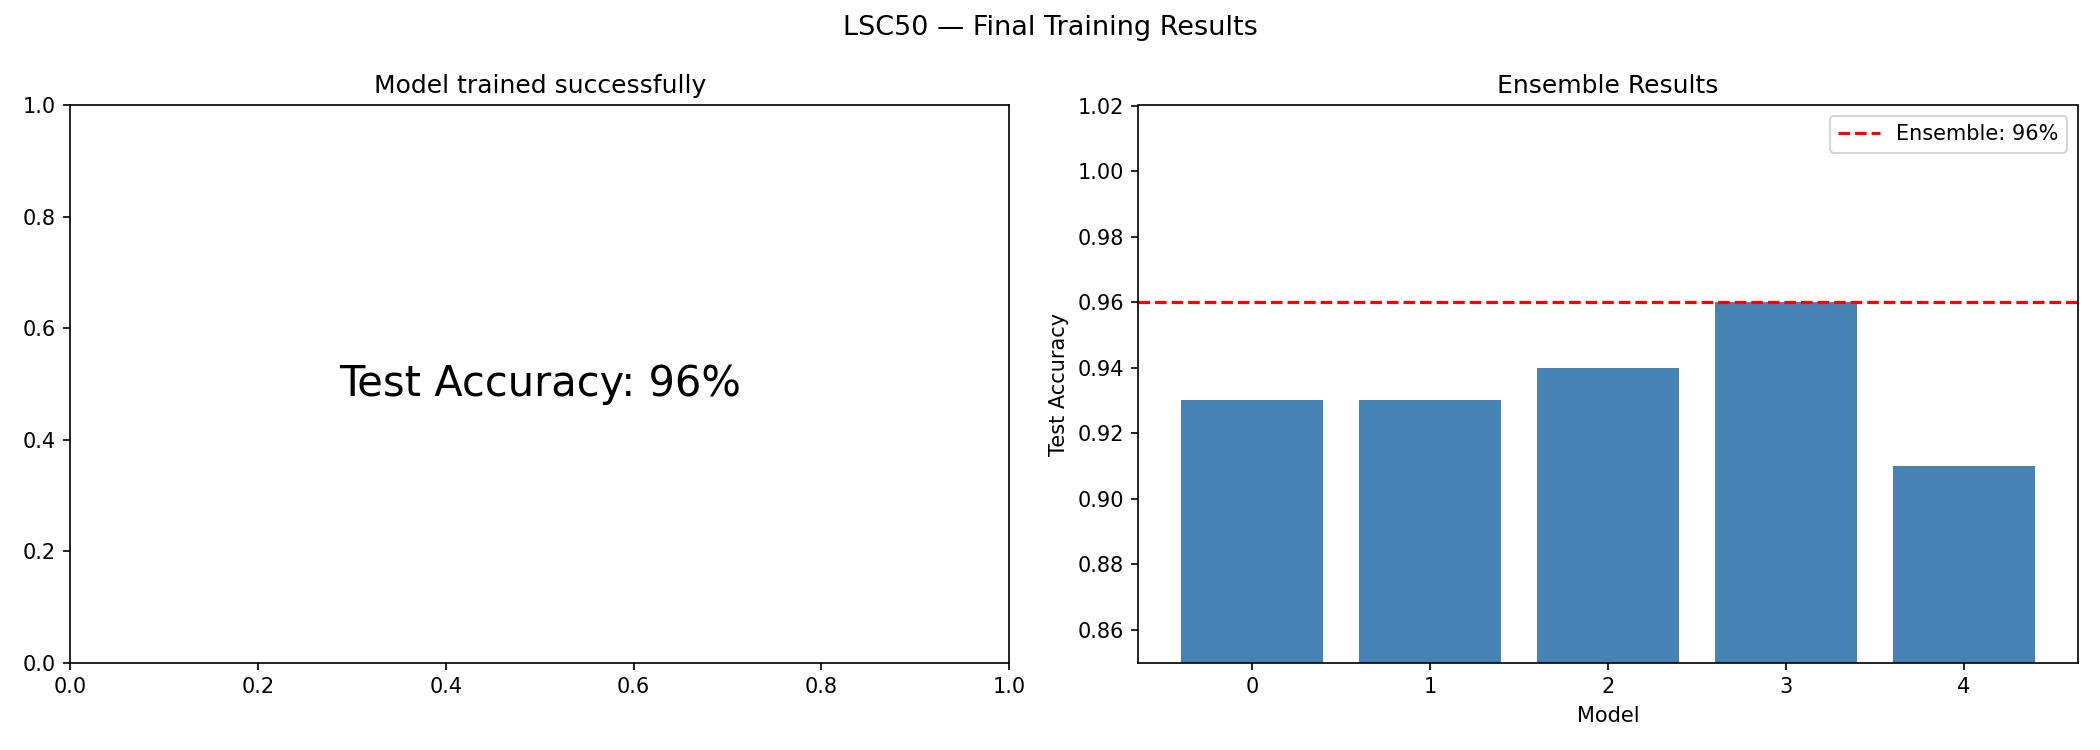 LSC50 — Final Training Results
Model trained successfully
1.0
0.8
0.6
0.4
0.2
0.0
Test Accuracy: 96%
0.0 0.2 0.4 0.6 0.8 1.0
Ensemble Results
Ensemble: 96%
1.02
1.00
0.98
0.96
0.94
0.92
0.90
0.88
0.86
Test Accuracy
0 1 2 3 4
Model